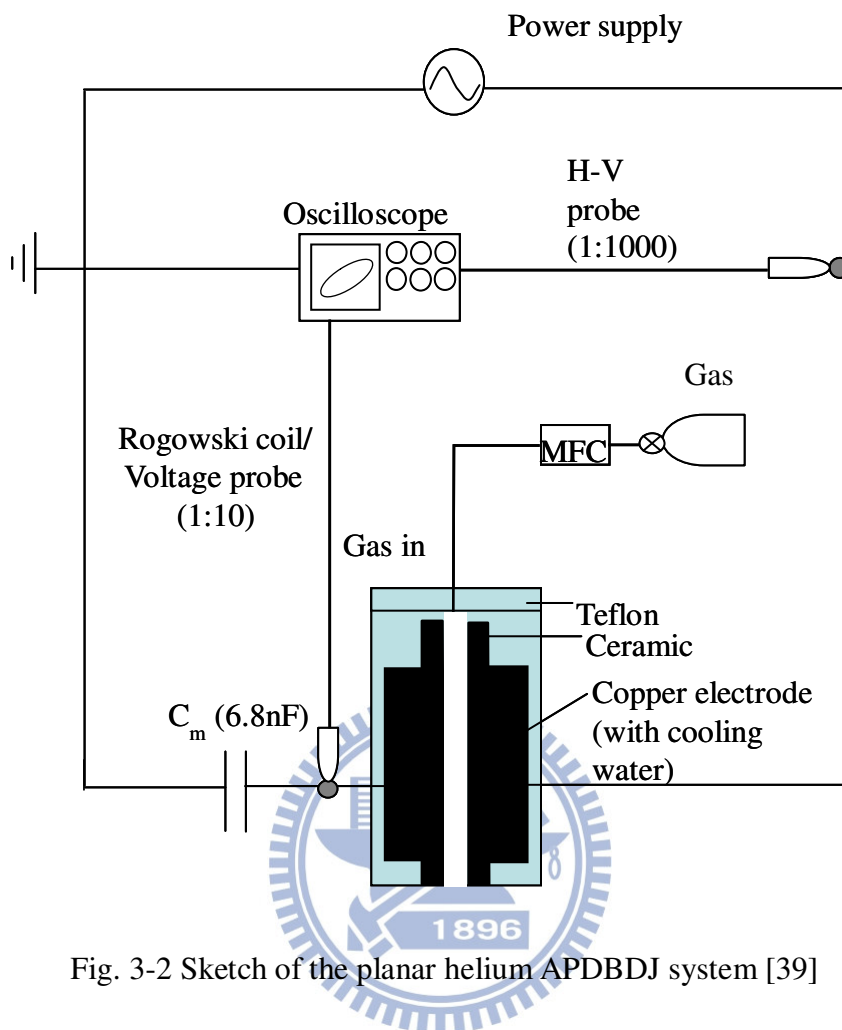 Power supply
H-V
probe
(1:1000)
Oscilloscope
Gas
MFC
Rogowski coil/
Voltage probe
(1:10)
Gas in
Teflon
Ceramic
Copper electrode
(with cooling
water)
Cm (6.8nF)
1896
Fig. 3-2 Sketch of the planar helium APDBDJ system [39]